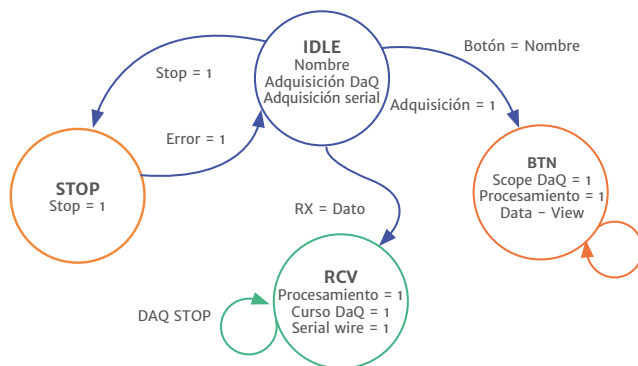 IDLE
Nombre
Adquisición DaQ
Adquisición serial
Botón = Nombre
Stop = 1
Adquisición = 1
Error = 1
STOP
Stop = 1
BTN
Scope DaQ = 1
Procesamiento = 1
Data - View
RX = Dato
RCV
Procesamiento = 1
Curso DaQ = 1
Serial wire = 1
DAQ STOP